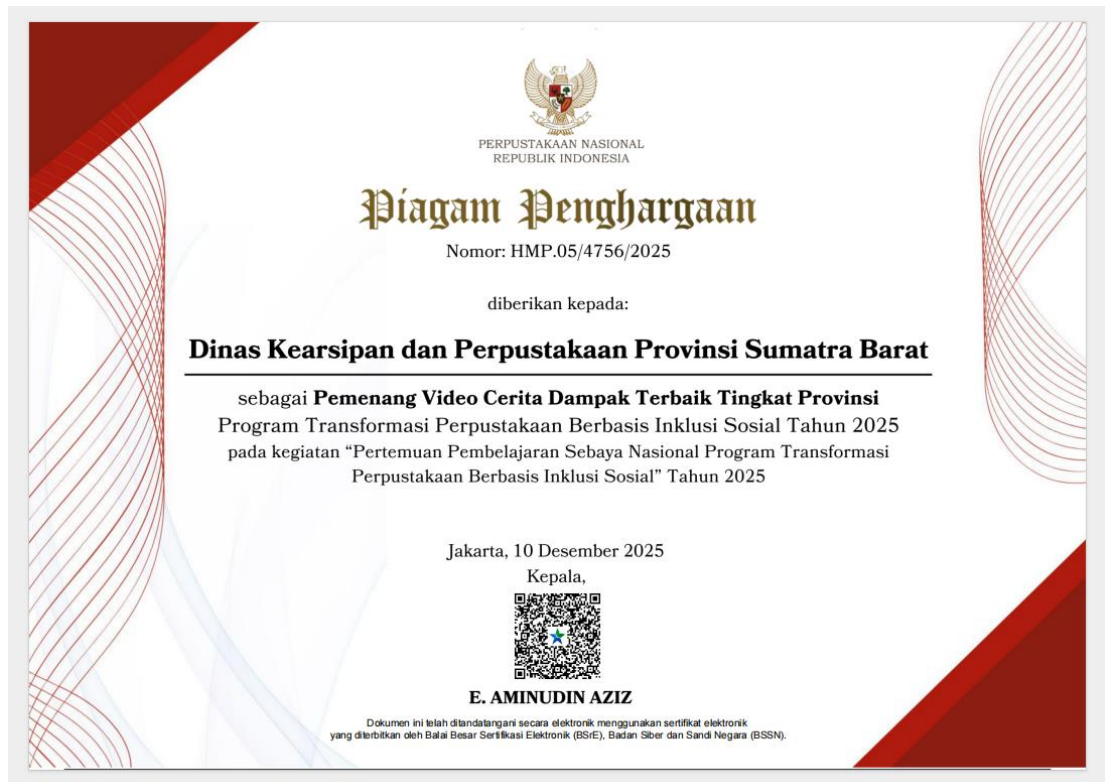 PERPUSTAKAAN NASIONAL
REPUBLIK INDONESIA
Piagam Penghargaan
Nomor: HMP.05/4756/2025
diberikan kepada:
Dinas Kearsipan dan Perpustakaan Provinsi Sumatra Barat
sebagai Pemenang Video Cerita Dampak Terbaik Tingkat Provinsi
Program Transformasi Perpustakaan Berbasis Inklusi Sosial Tahun 2025
pada kegiatan “Pertemuan Pembelajaran Sebaya Nasional Program Transformasi
Perpustakaan Berbasis Inklusi Sosial” Tahun 2025
Jakarta, 10 Desember 2025
Kepala,
E. AMINUDIN AZIZ
Dokumen ini telah ditandatangani secara elektronik menggunakan sertifikat elektronik
yang diterbitkan oleh Balai Besar Sertifikasi Elektronik (BSrE), Badan Siber dan Sandi Negara (BSSN).